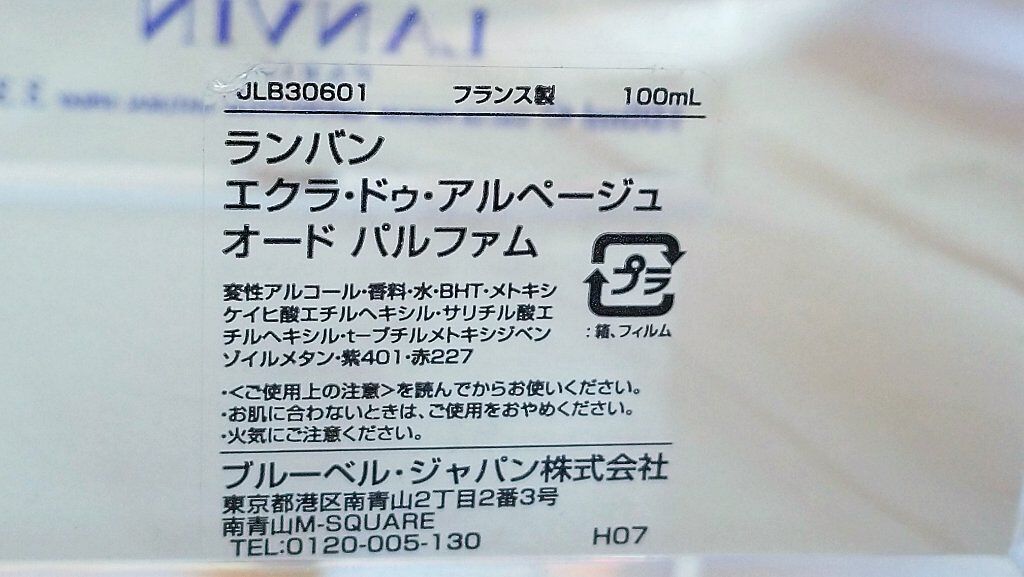 LANVIN
PARIS
JLB30601 フランス製 100mL
ランバン
エクラ・ドゥ・アルページュ
オード パルファム
プラ
:箱、フィルム
変性アルコール・香料・水・BHT・メトキシ
ケイヒ酸エチルヘキシル・サリチル酸エ
チルヘキシル・t-ブチルメトキシジベン
ゾイルメタン・紫401・赤227
・<ご使用上の注意>を読んでからお使いください。
・お肌に合わないときは、ご使用をおやめください。
・火気にご注意ください。
ブルーベル・ジャパン株式会社
東京都港区南青山2丁目2番3号
南青山M-SQUARE
TEL:0120-005-130 H07